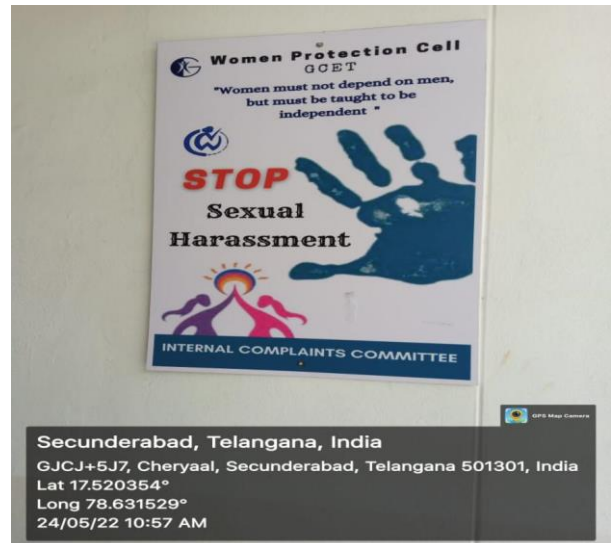 Women Protection Cell
GCET
"Women must not depend on men,
but must be taught to be
independent "
STOP
Sexual
Harassment
INTERNAL COMPLAINTS COMMITTEE
GPS Map Camera
Secunderabad, Telangana, India
GJCJ+5J7, Cheryaal, Secunderabad, Telangana 501301, India
Lat 17.520354°
Long 78.631529°
24/05/22 10:57 AM